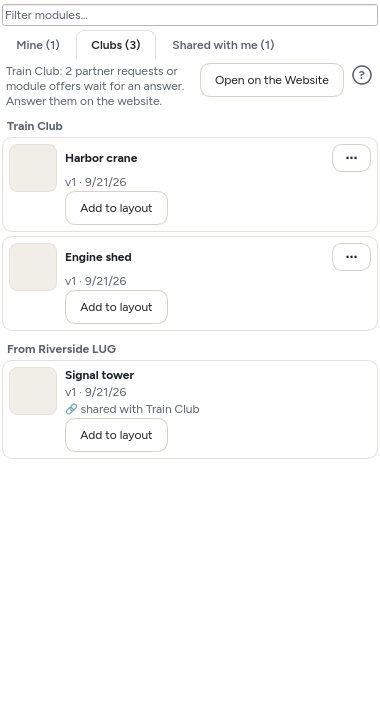 Filter modules…
Mine (1)
Clubs (3)
Shared with me (1)
Train Club: 2 partner requests or
module offers wait for an answer.
Answer them on the website.
Open on the Website
?
Train Club
Harbor crane
···
v1 · 9/21/26
Add to layout
Engine shed
···
v1 · 9/21/26
Add to layout
From Riverside LUG
Signal tower
v1 · 9/21/26
🔗 shared with Train Club
Add to layout